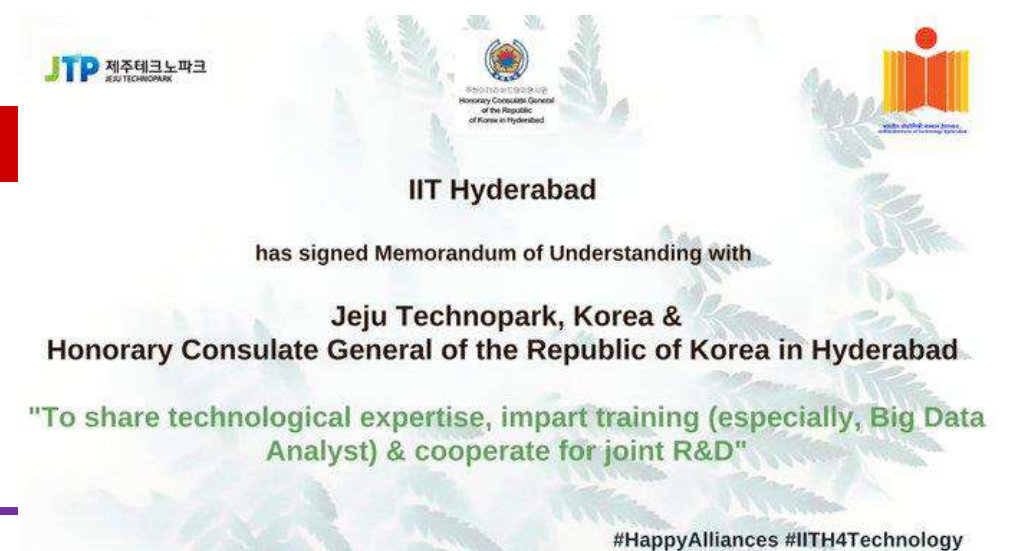 JTP 제주테크노파크
JEJU TECHNOPARK
Honorary Consulate General
of the Republic
of Korea in Hyderabad
IIT Hyderabad
has signed Memorandum of Understanding with
Jeju Technopark, Korea &
Honorary Consulate General of the Republic of Korea in Hyderabad
"To share technological expertise, impart training (especially, Big Data
Analyst) & cooperate for joint R&D"
#HappyAlliances #IITH4Technology